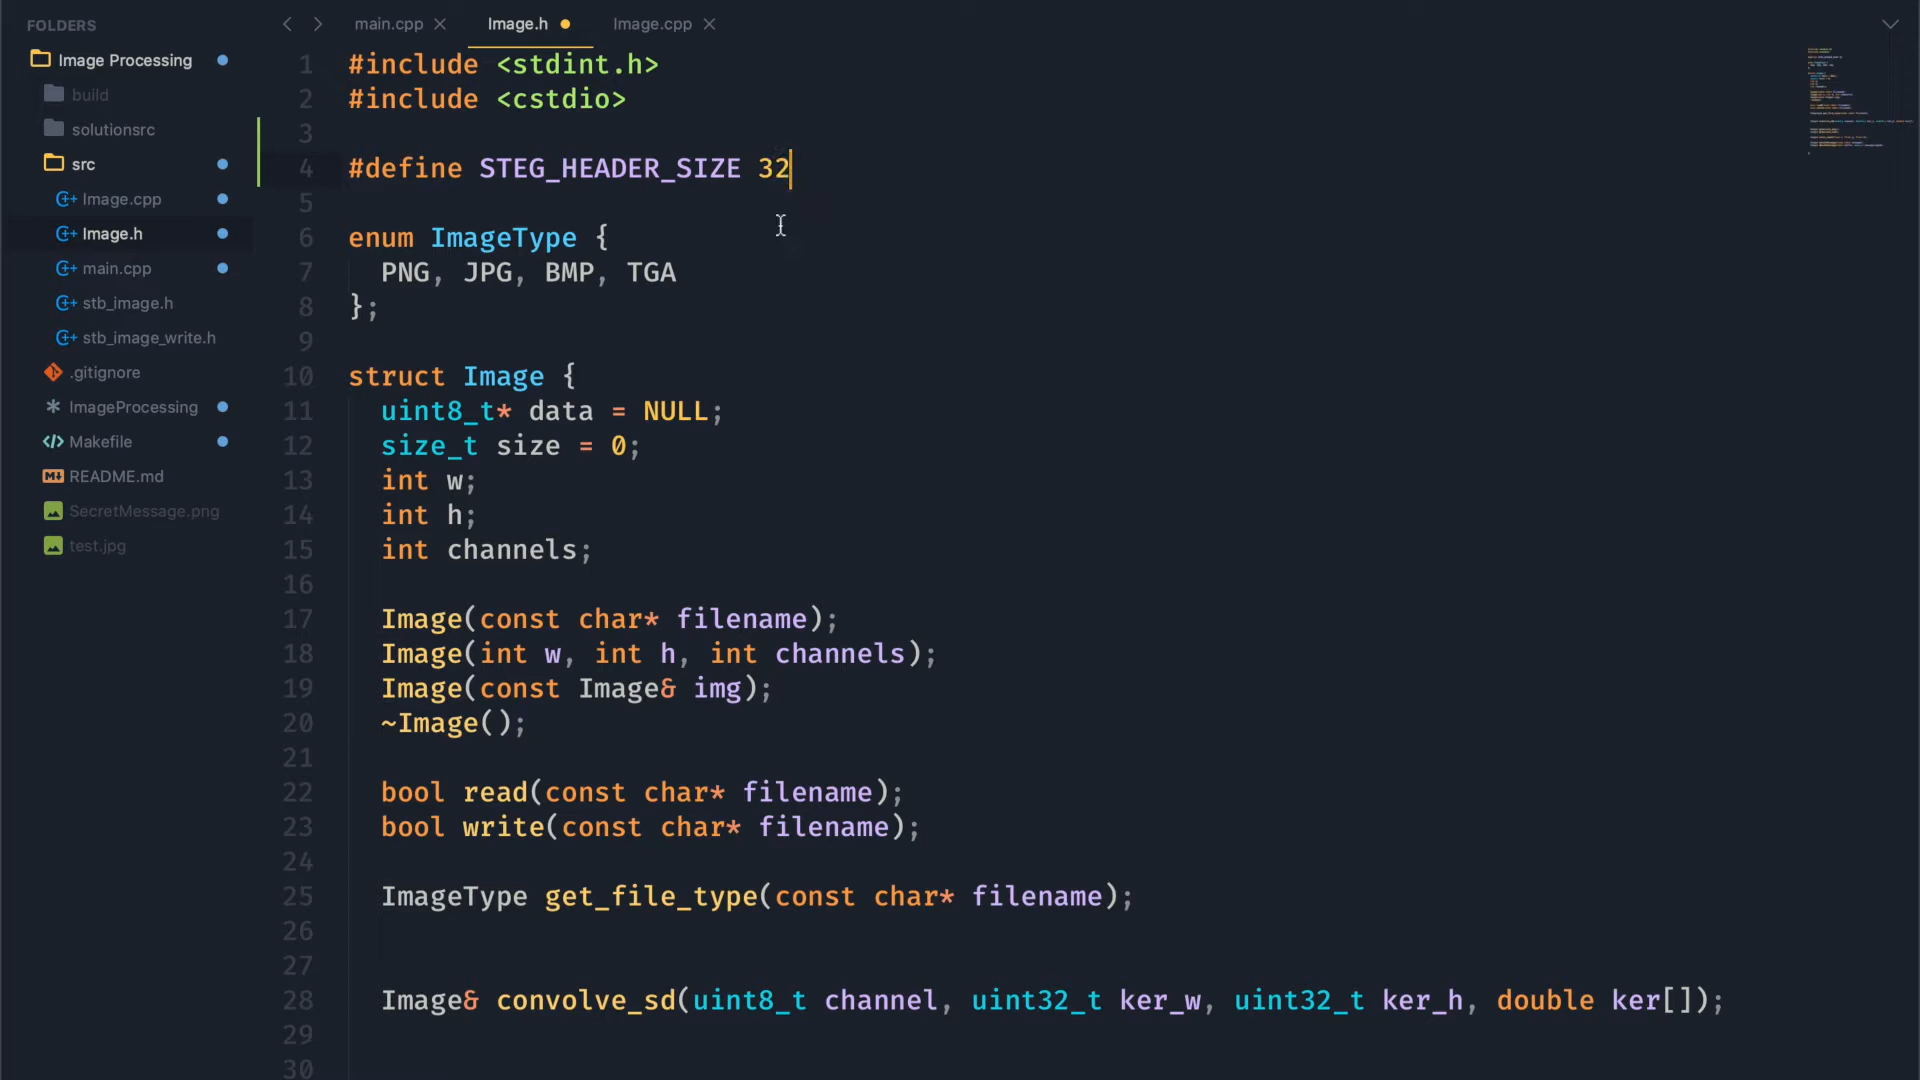 FOLDERS
Image Processing
build
solutionsrc
src
Image.cpp
Image.h
main.cpp
stb_image.h
stb_image_write.h
.gitignore
ImageProcessing
Makefile
README.md
SecretMessage.png
test.jpg
main.cpp
Image.h
Image.cpp
1 #include <stdint.h>
2 #include <cstdio>
3
4 #define STEG_HEADER_SIZE 32
5
6 enum ImageType {
7   PNG, JPG, BMP, TGA
8 };
9
10 struct Image {
11   uint8_t* data = NULL;
12   size_t size = 0;
13   int w;
14   int h;
15   int channels;
16
17   Image(const char* filename);
18   Image(int w, int h, int channels);
19   Image(const Image& img);
20   ~Image();
21
22   bool read(const char* filename);
23   bool write(const char* filename);
24
25   ImageType get_file_type(const char* filename);
26
27
28   Image& convolve_sd(uint8_t channel, uint32_t ker_w, uint32_t ker_h, double ker[]);
29
30